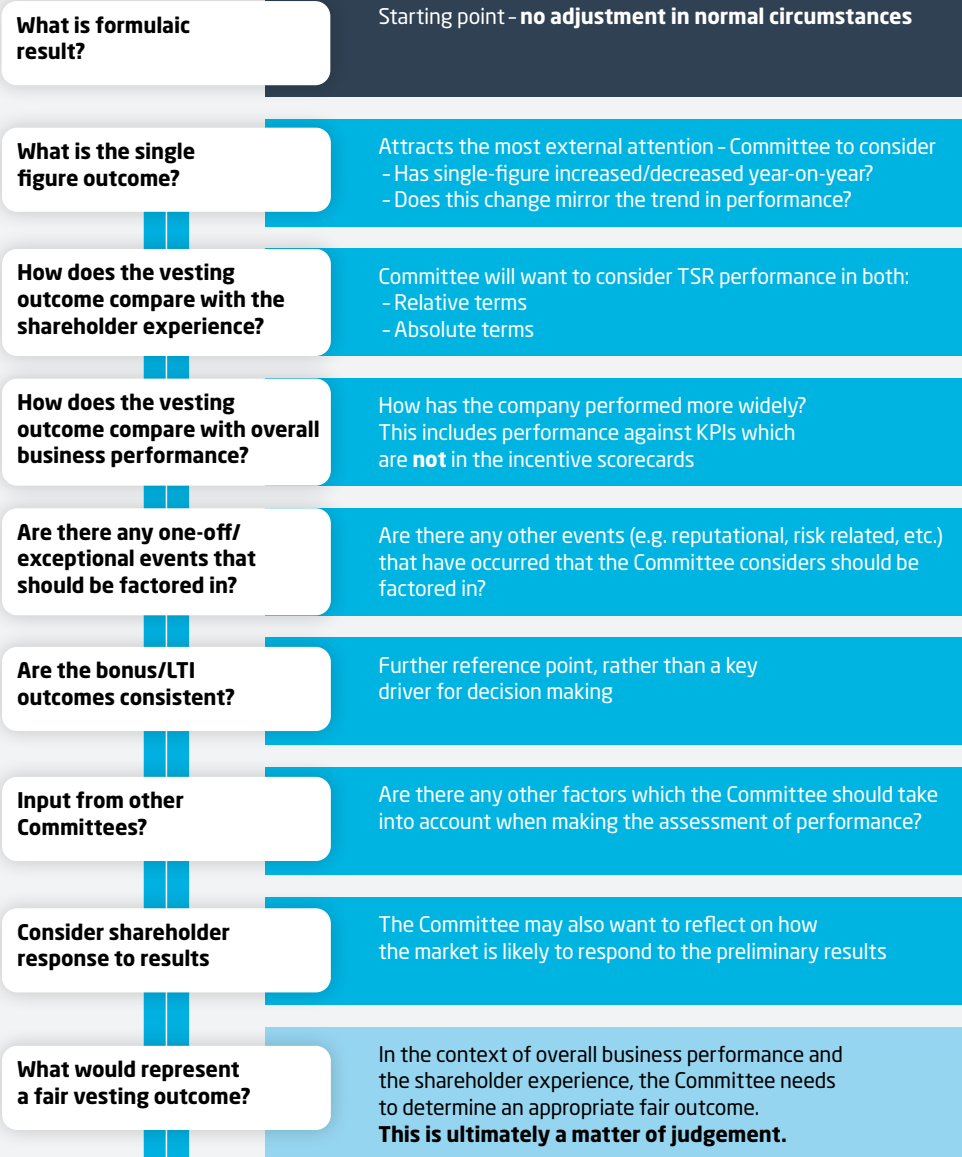 What is formulaic
result?
Starting point – no adjustment in normal circumstances
What is the single
figure outcome?
Attracts the most external attention – Committee to consider
– Has single-figure increased/decreased year-on-year?
– Does this change mirror the trend in performance?
How does the vesting
outcome compare with the
shareholder experience?
Committee will want to consider TSR performance in both:
– Relative terms
– Absolute terms
How does the vesting
outcome compare with overall
business performance?
How has the company performed more widely?
This includes performance against KPIs which
are not in the incentive scorecards
Are there any one-off/
exceptional events that
should be factored in?
Are there any other events (e.g. reputational, risk related, etc.)
that have occurred that the Committee considers should be
factored in?
Are the bonus/LTI
outcomes consistent?
Further reference point, rather than a key
driver for decision making
Input from other
Committees?
Are there any other factors which the Committee should take
into account when making the assessment of performance?
Consider shareholder
response to results
The Committee may also want to reflect on how
the market is likely to respond to the preliminary results
What would represent
a fair vesting outcome?
In the context of overall business performance and
the shareholder experience, the Committee needs
to determine an appropriate fair outcome.
This is ultimately a matter of judgement.